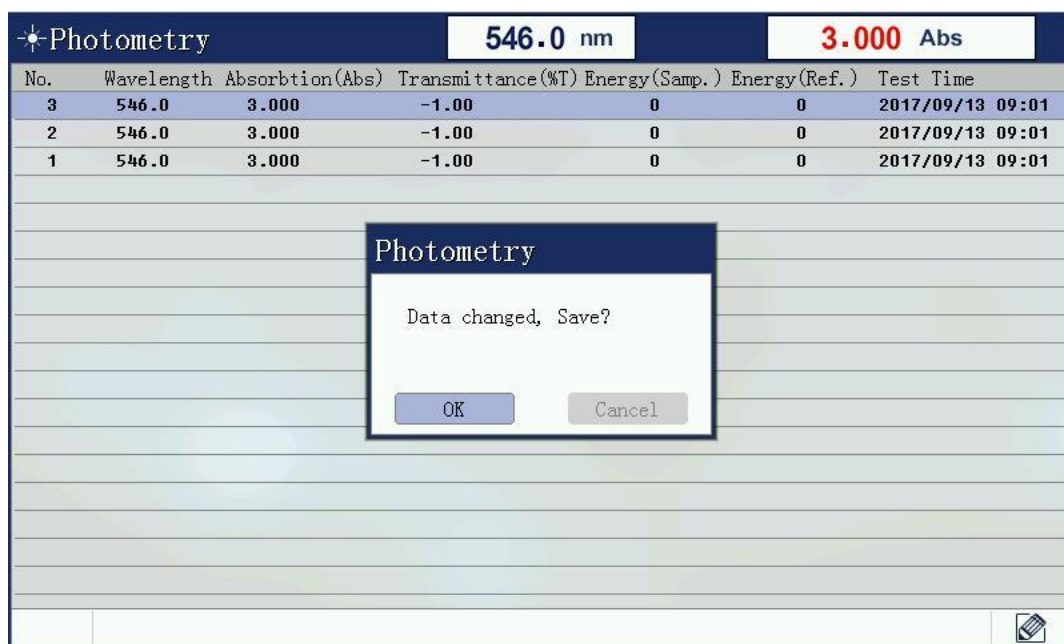 Photometry 546.0 nm 3.000 Abs
No. Wavelength Absorbtion(Abs) Transmittance(%T) Energy(Samp.) Energy(Ref.) Test Time
3 546.0 3.000 -1.00 0 0 2017/09/13 09:01
2 546.0 3.000 -1.00 0 0 2017/09/13 09:01
1 546.0 3.000 -1.00 0 0 2017/09/13 09:01
Photometry
Data changed, Save?
OK Cancel